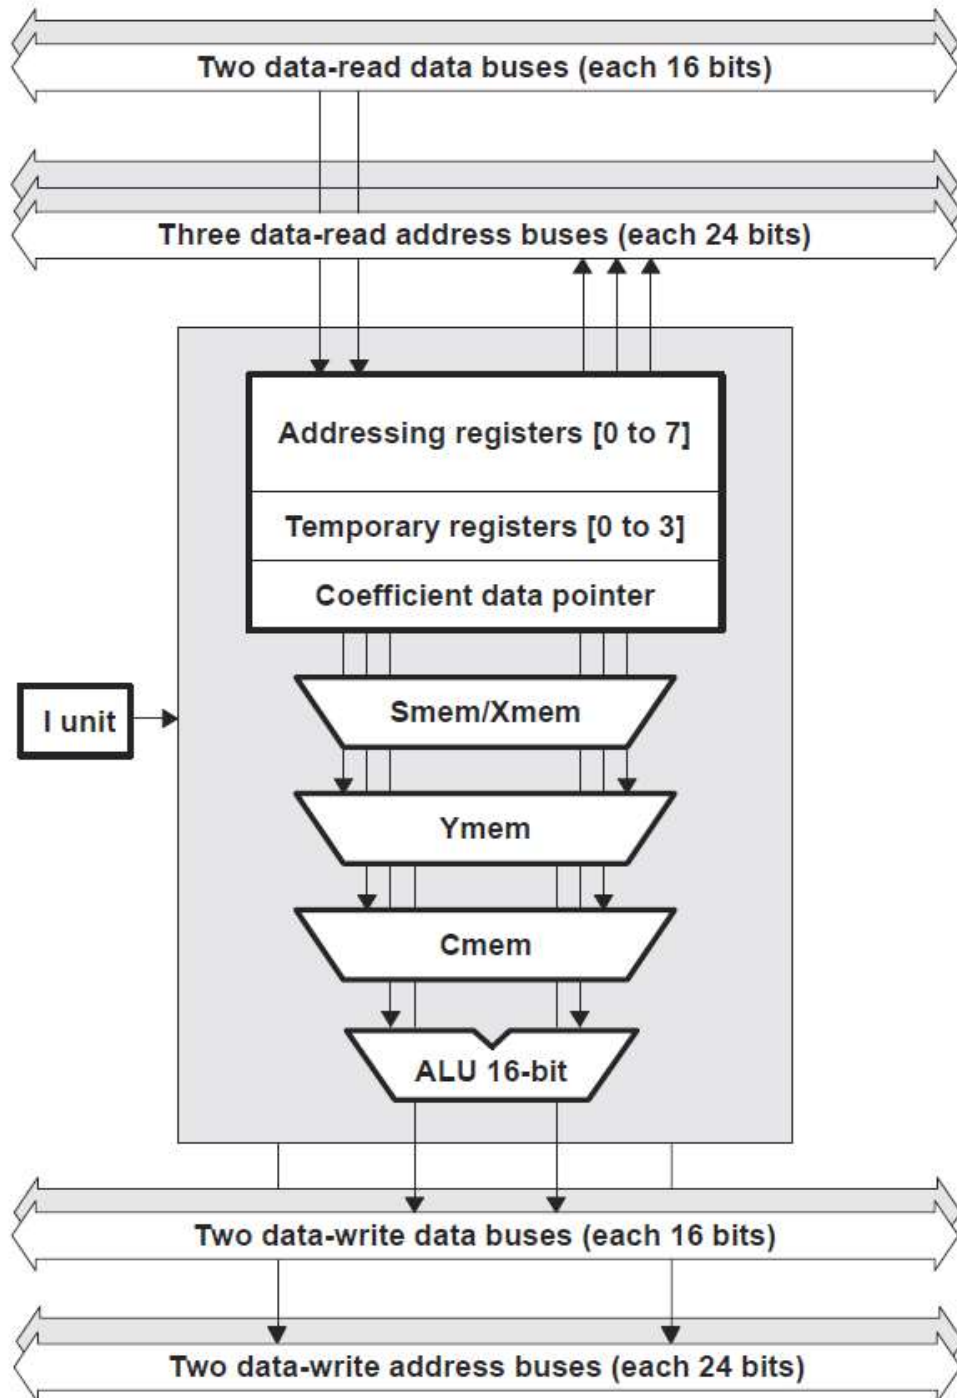 Two data-read data buses (each 16 bits)
Three data-read address buses (each 24 bits)
Addressing registers [0 to 7]
Temporary registers [0 to 3]
Coefficient data pointer
Smem/Xmem
I unit
Ymem
Cmem
ALU 16-bit
Two data-write data buses (each 16 bits)
Two data-write address buses (each 24 bits)